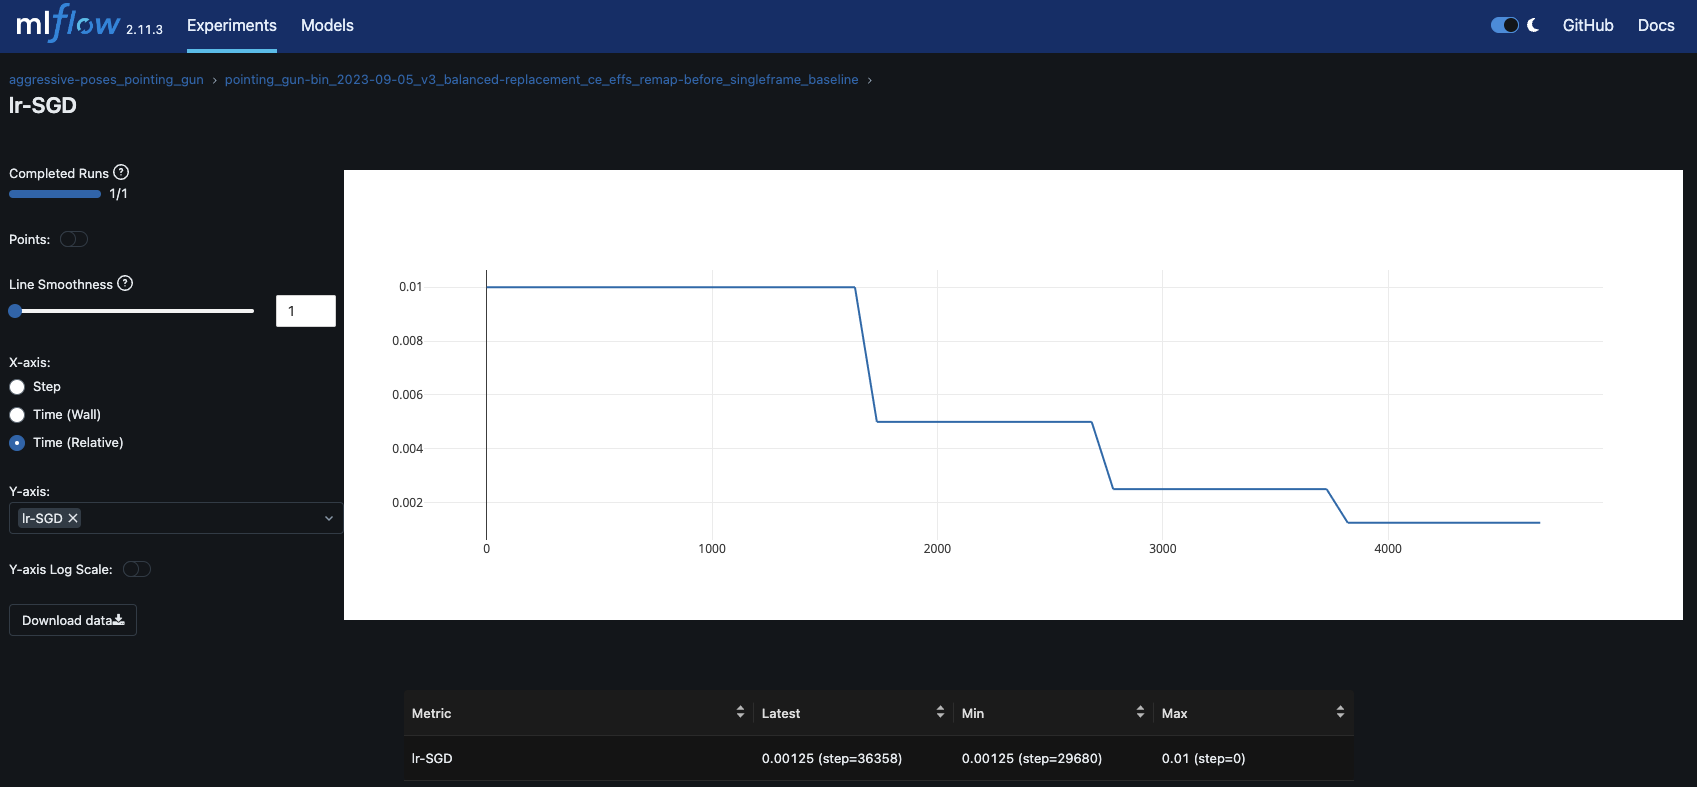 mlflow 2.11.3 Experiments Models GitHub Docs
aggressive-poses_pointing_gun › pointing_gun-bin_2023-09-05_v3_balanced-replacement_ce_effs_remap-before_singleframe_baseline ›
lr-SGD
Completed Runs ?
1/1
Points:
Line Smoothness ?
1
X-axis:
Step
Time (Wall)
Time (Relative)
Y-axis:
lr-SGD ×
Y-axis Log Scale:
Download data
0.01
0.008
0.006
0.004
0.002
0 1000 2000 3000 4000
Metric Latest Min Max
lr-SGD 0.00125 (step=36358) 0.00125 (step=29680) 0.01 (step=0)